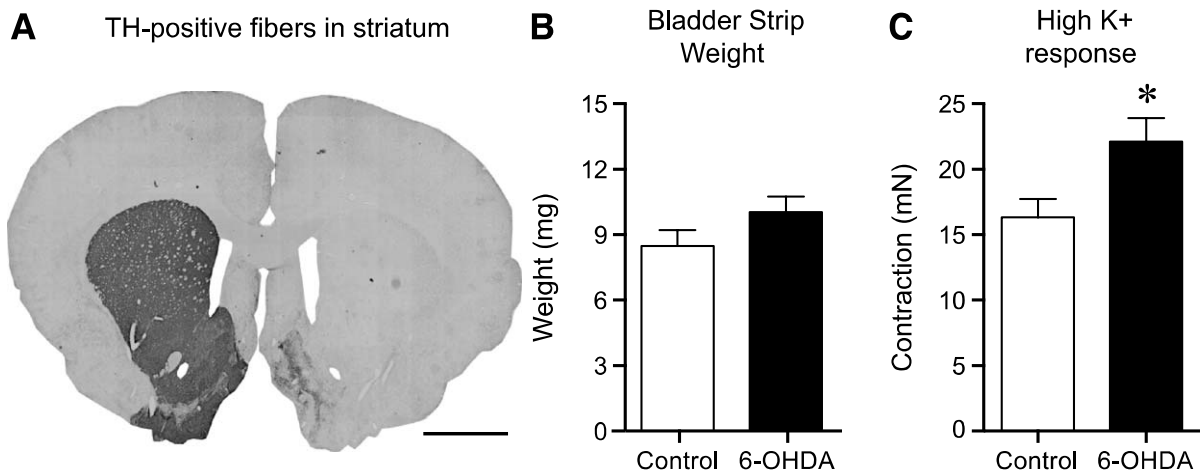 A TH-positive fibers in striatum
B Bladder Strip
Weight
Weight (mg)
15
12
9
6
3
0
Control 6-OHDA
C High K+
response
Contraction (mN)
25
20
15
10
5
0
*
Control 6-OHDA